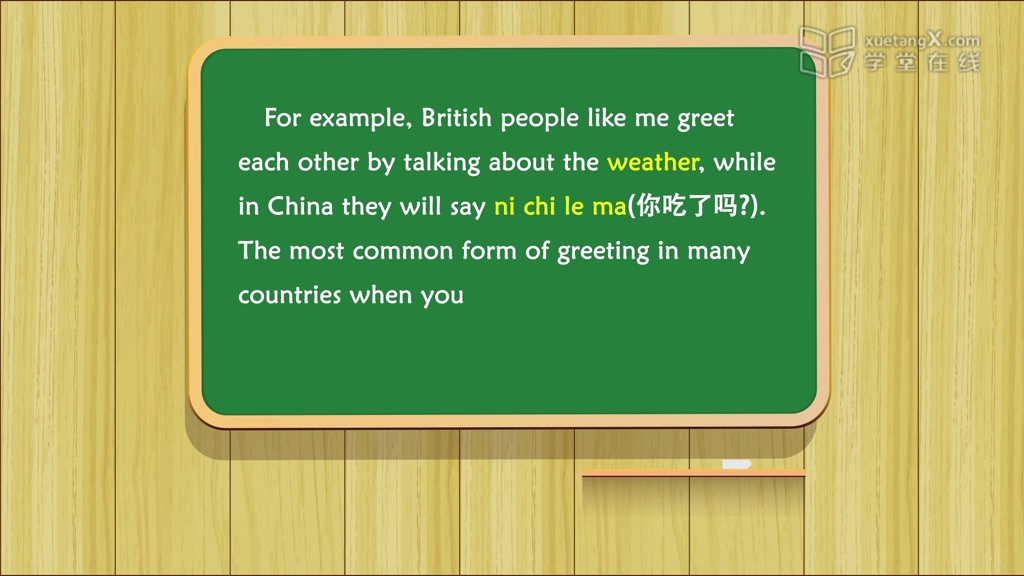 xuetangX.com
学堂在线
For example, British people like me greet
each other by talking about the weather, while
in China they will say ni chi le ma(你吃了吗?).
The most common form of greeting in many
countries when you